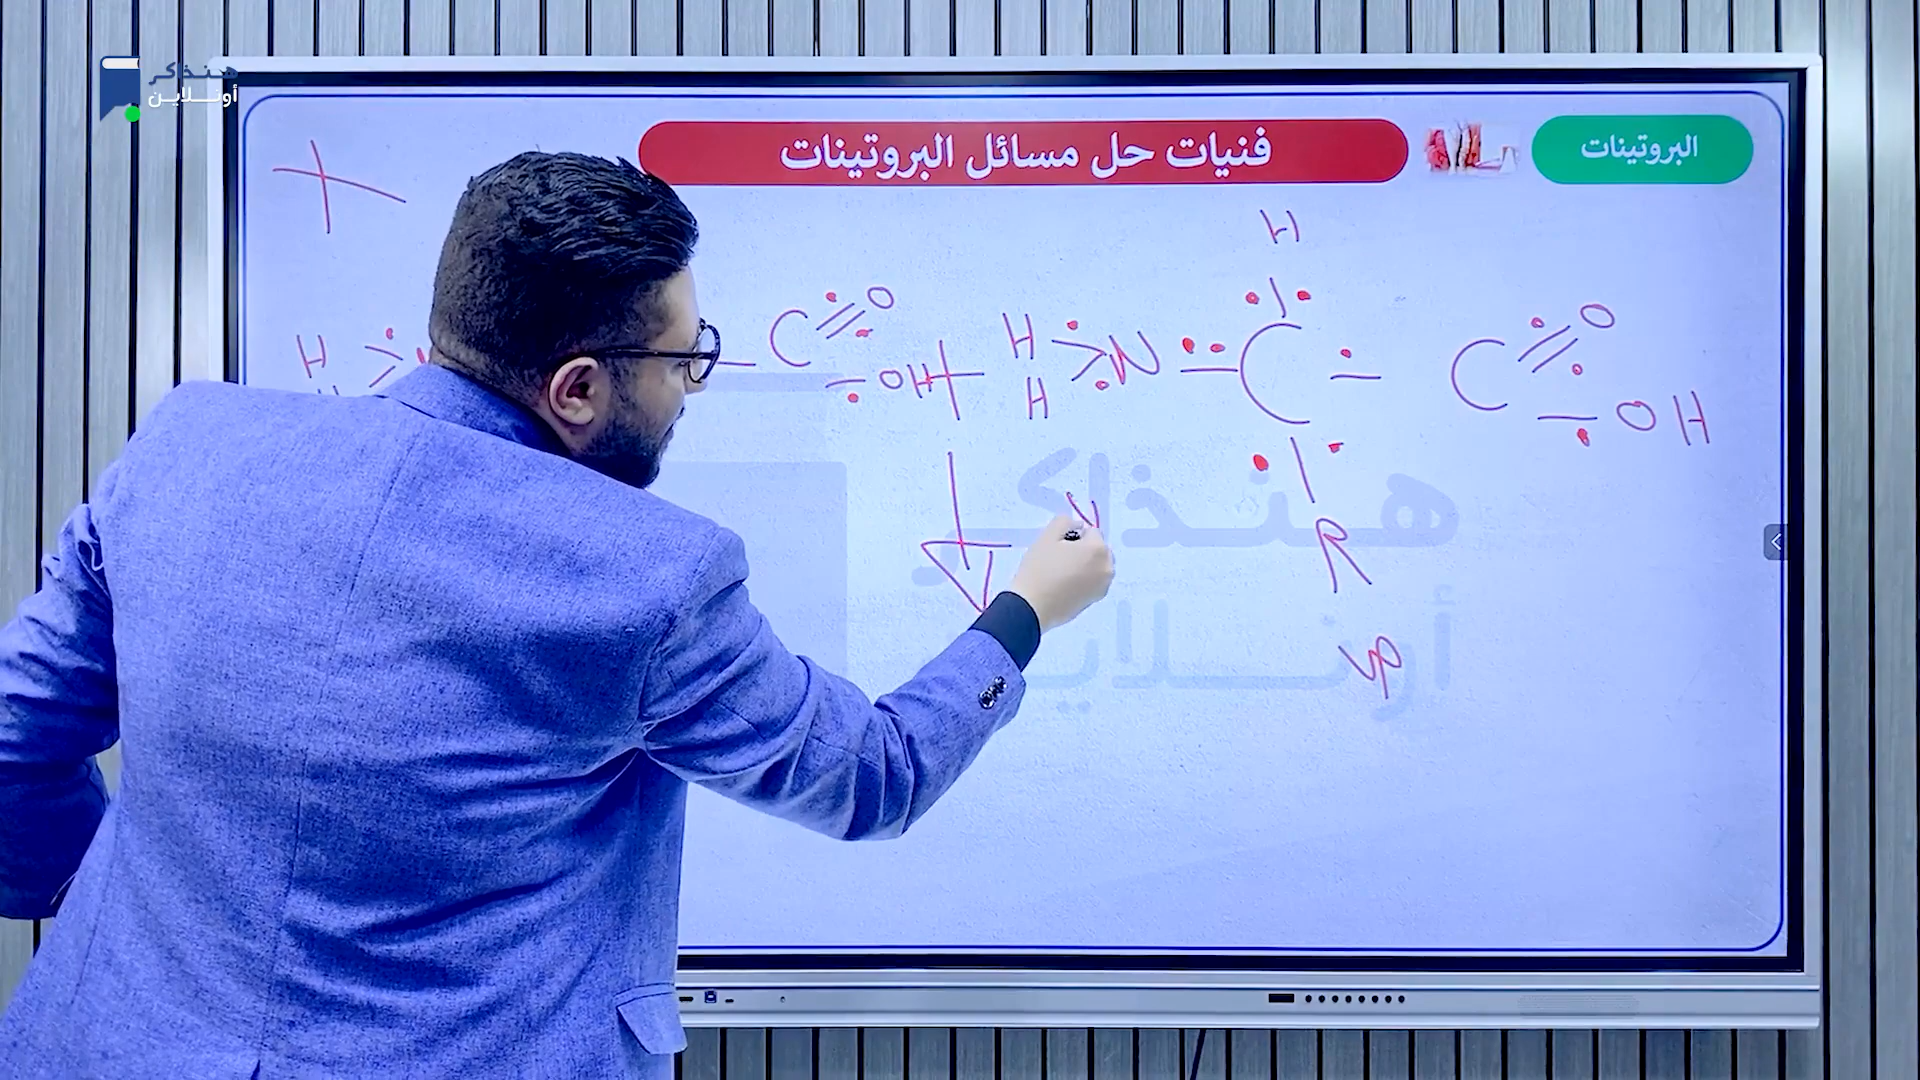 هنذاكر
أونلاين
البروتينات
فنيات حل مسائل البروتينات
H
H N C O OH + H H N C C O OH
R
هنذاكر
أونلاين